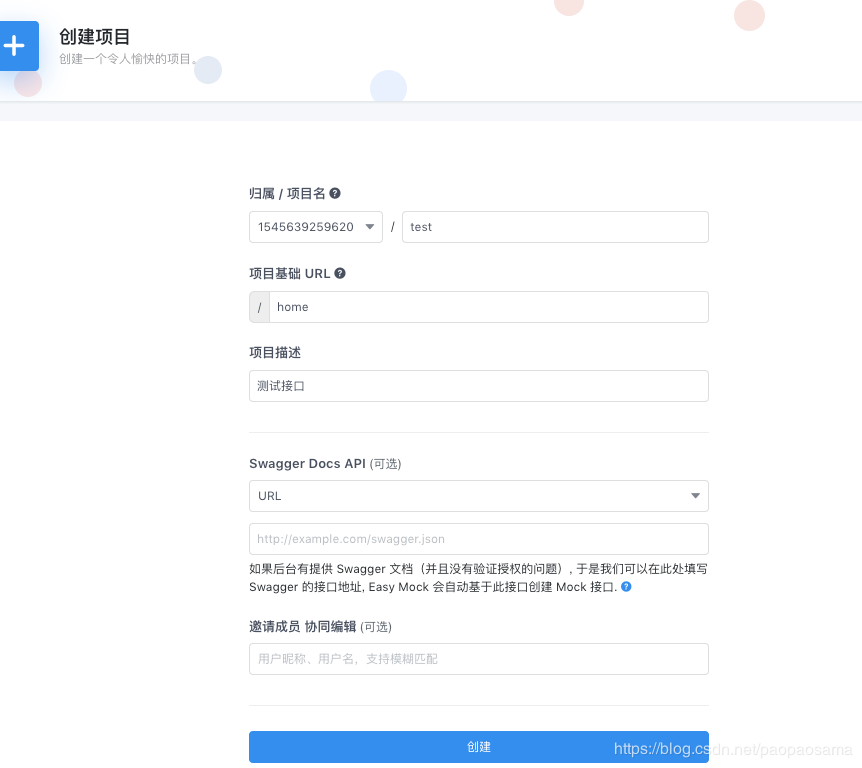 创建项目
创建一个令人愉快的项目。
归属 / 项目名
1545639259620 / test
项目基础 URL
/ home
项目描述
测试接口
Swagger Docs API (可选)
URL
http://example.com/swagger.json
如果后台有提供 Swagger 文档（并且没有验证授权的问题）, 于是我们可以在此处填写
Swagger 的接口地址, Easy Mock 会自动基于此接口创建 Mock 接口.
邀请成员 协同编辑 (可选)
用户昵称、用户名，支持模糊匹配
创建
https://blog.csdn.net/paopaosama